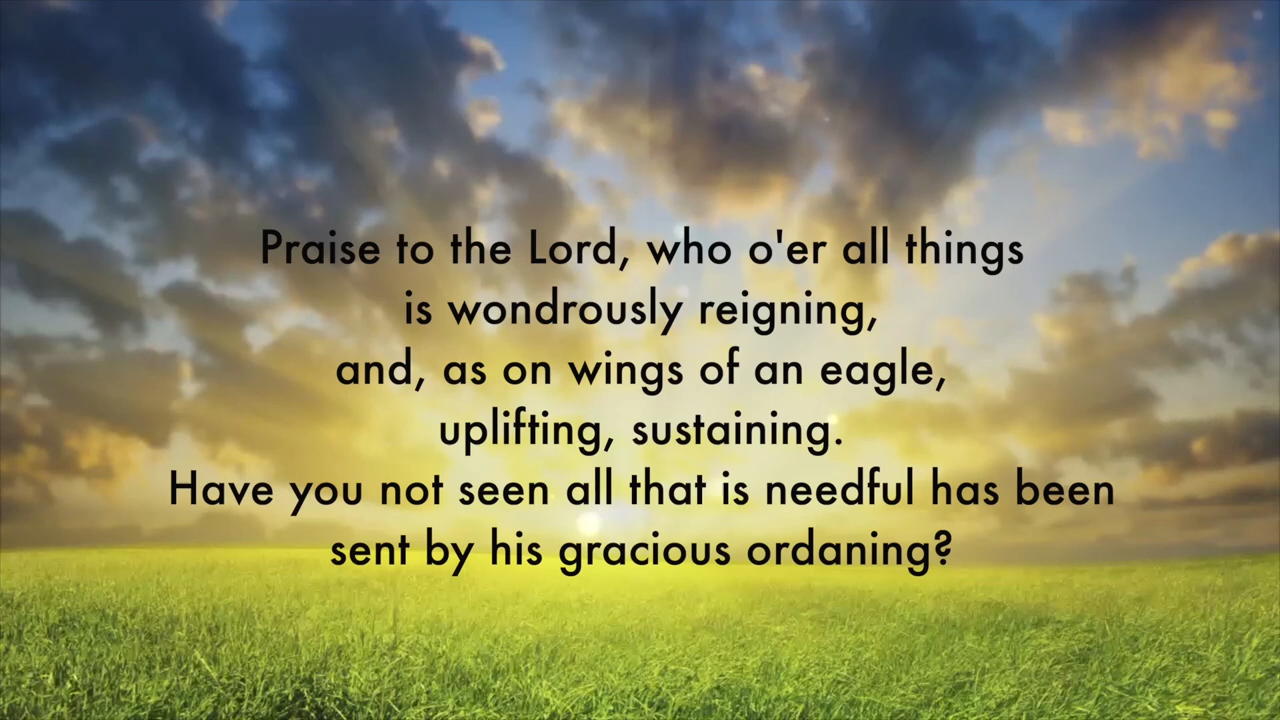 Praise to the Lord, who o'er all things
is wondrously reigning,
and, as on wings of an eagle,
uplifting, sustaining.
Have you not seen all that is needful has been
sent by his gracious ordaning?